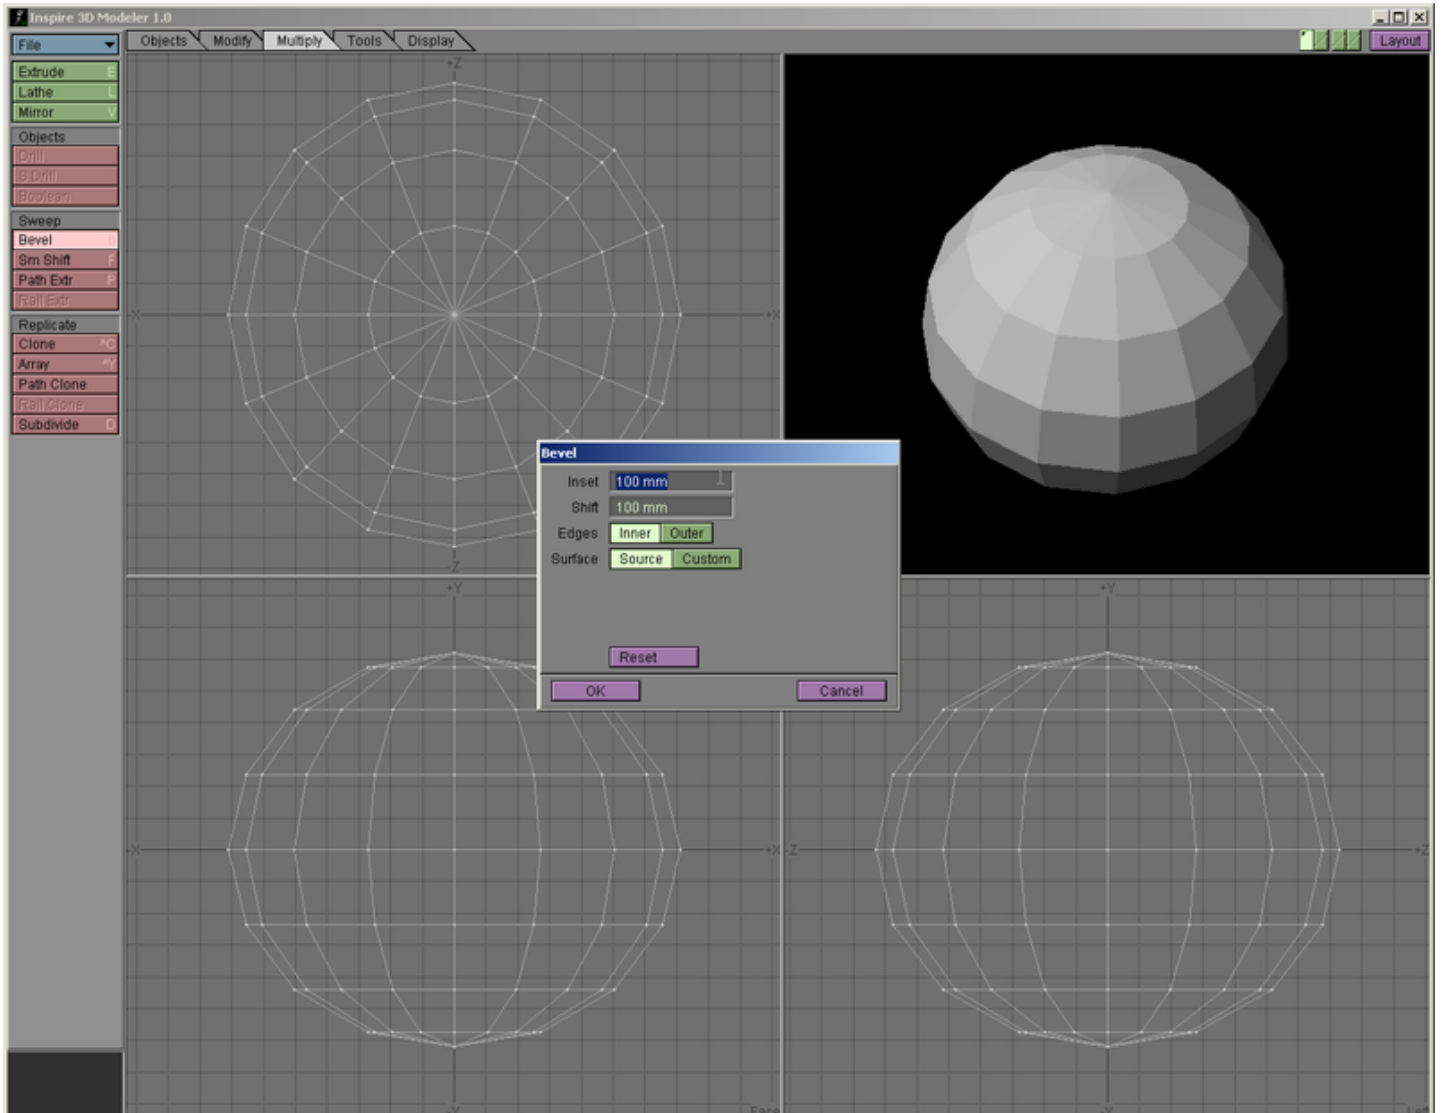 Inspire 3D Modeler 1.0
File
Objects Modify Multiply Tools Display
Layout
Extrude E
Lathe L
Mirror V
Objects
Drill
S Drill
Boolean
Sweep
Bevel
Sm Shift F
Path Extr P
Rail Extr
Replicate
Clone ^C
Array ^Y
Path Clone
Rail Clone
Subdivide D
+Z
-X
+X
-Z
Bevel
Inset 100 mm
Shift 100 mm
Edges Inner Outer
Surface Source Custom
Reset
OK Cancel
+Y
-X
+X
-Y
Face
+Y
-Z
+Z
-Y
Left